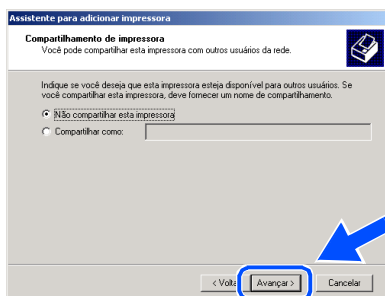 Assistente para adicionar impressora
Compartilhamento de impressora
Você pode compartilhar esta impressora com outros usuários da rede.
Indique se você deseja que esta impressora esteja disponível para outros usuários. Se
você compartilhar esta impressora, deve fornecer um nome de compartilhamento.
Não compartilhar esta impressora
Compartilhar como:
< Volta Avançar > Cancelar